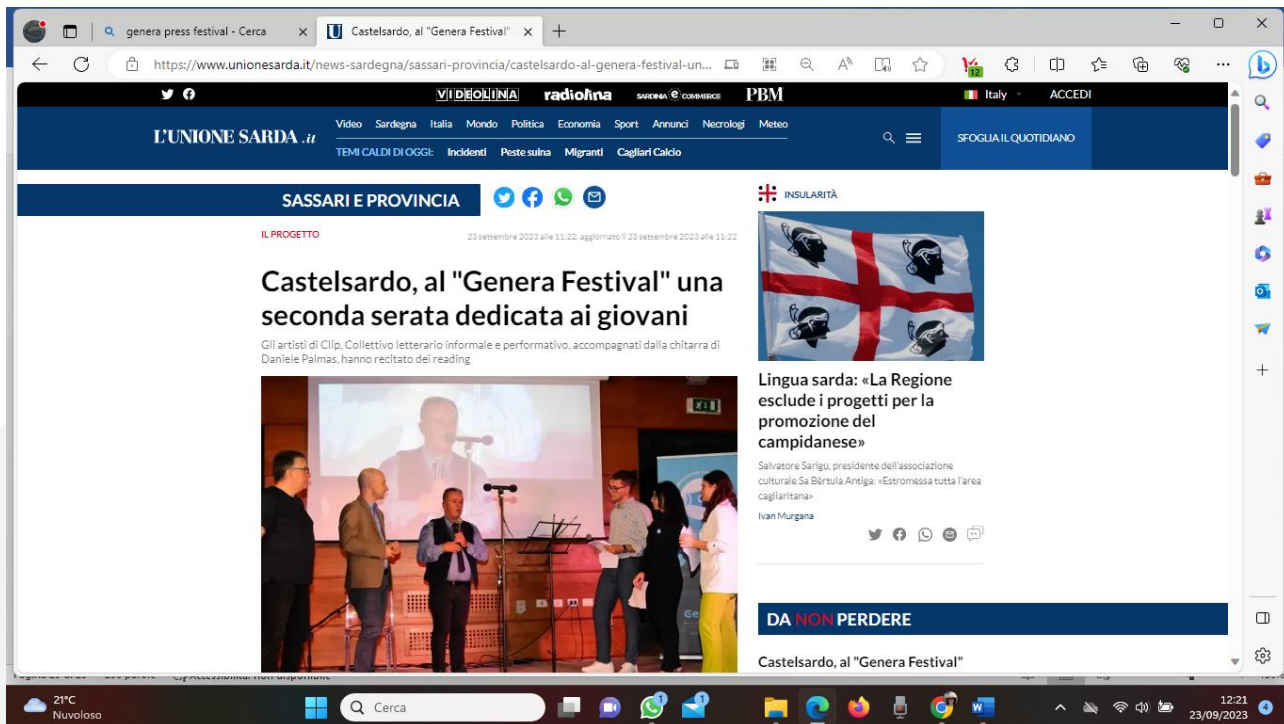 genera press festival - Cerca
Castelsardo, al "Genera Festival"
https://www.unionesarda.it/news-sardegna/sassari-provincia/castelsardo-al-genera-festival-un...
12
VIDEOLINA radiolina SARDINIA e COMMERCE PBM
Italy ACCEDI
L'UNIONE SARDA .it
Video Sardegna Italia Mondo Politica Economia Sport Annunci Necrologi Meteo
TEMI CALDI DI OGGI: Incidenti Peste suina Migranti Cagliari Calcio
SFOGLIA IL QUOTIDIANO
SASSARI E PROVINCIA
IL PROGETTO
23 settembre 2023 alle 11:22, aggiornato il 23 settembre 2023 alle 11:22
Castelsardo, al "Genera Festival" una
seconda serata dedicata ai giovani
Gli artisti di Clip, Collettivo letterario informale e performativo, accompagnati dalla chitarra di
Daniele Palmas, hanno recitato dei reading
INSULARITÀ
Lingua sarda: «La Regione
esclude i progetti per la
promozione del
campidanese»
Salvatore Sarigu, presidente dell'associazione
culturale Sa Bèrtula Antiga: «Estromessa tutta l'area
cagliaritana»
Ivan Murgana
DA NON PERDERE
Castelsardo, al "Genera Festival"
21°C
Nuvoloso
Cerca
12:21
23/09/2023
4